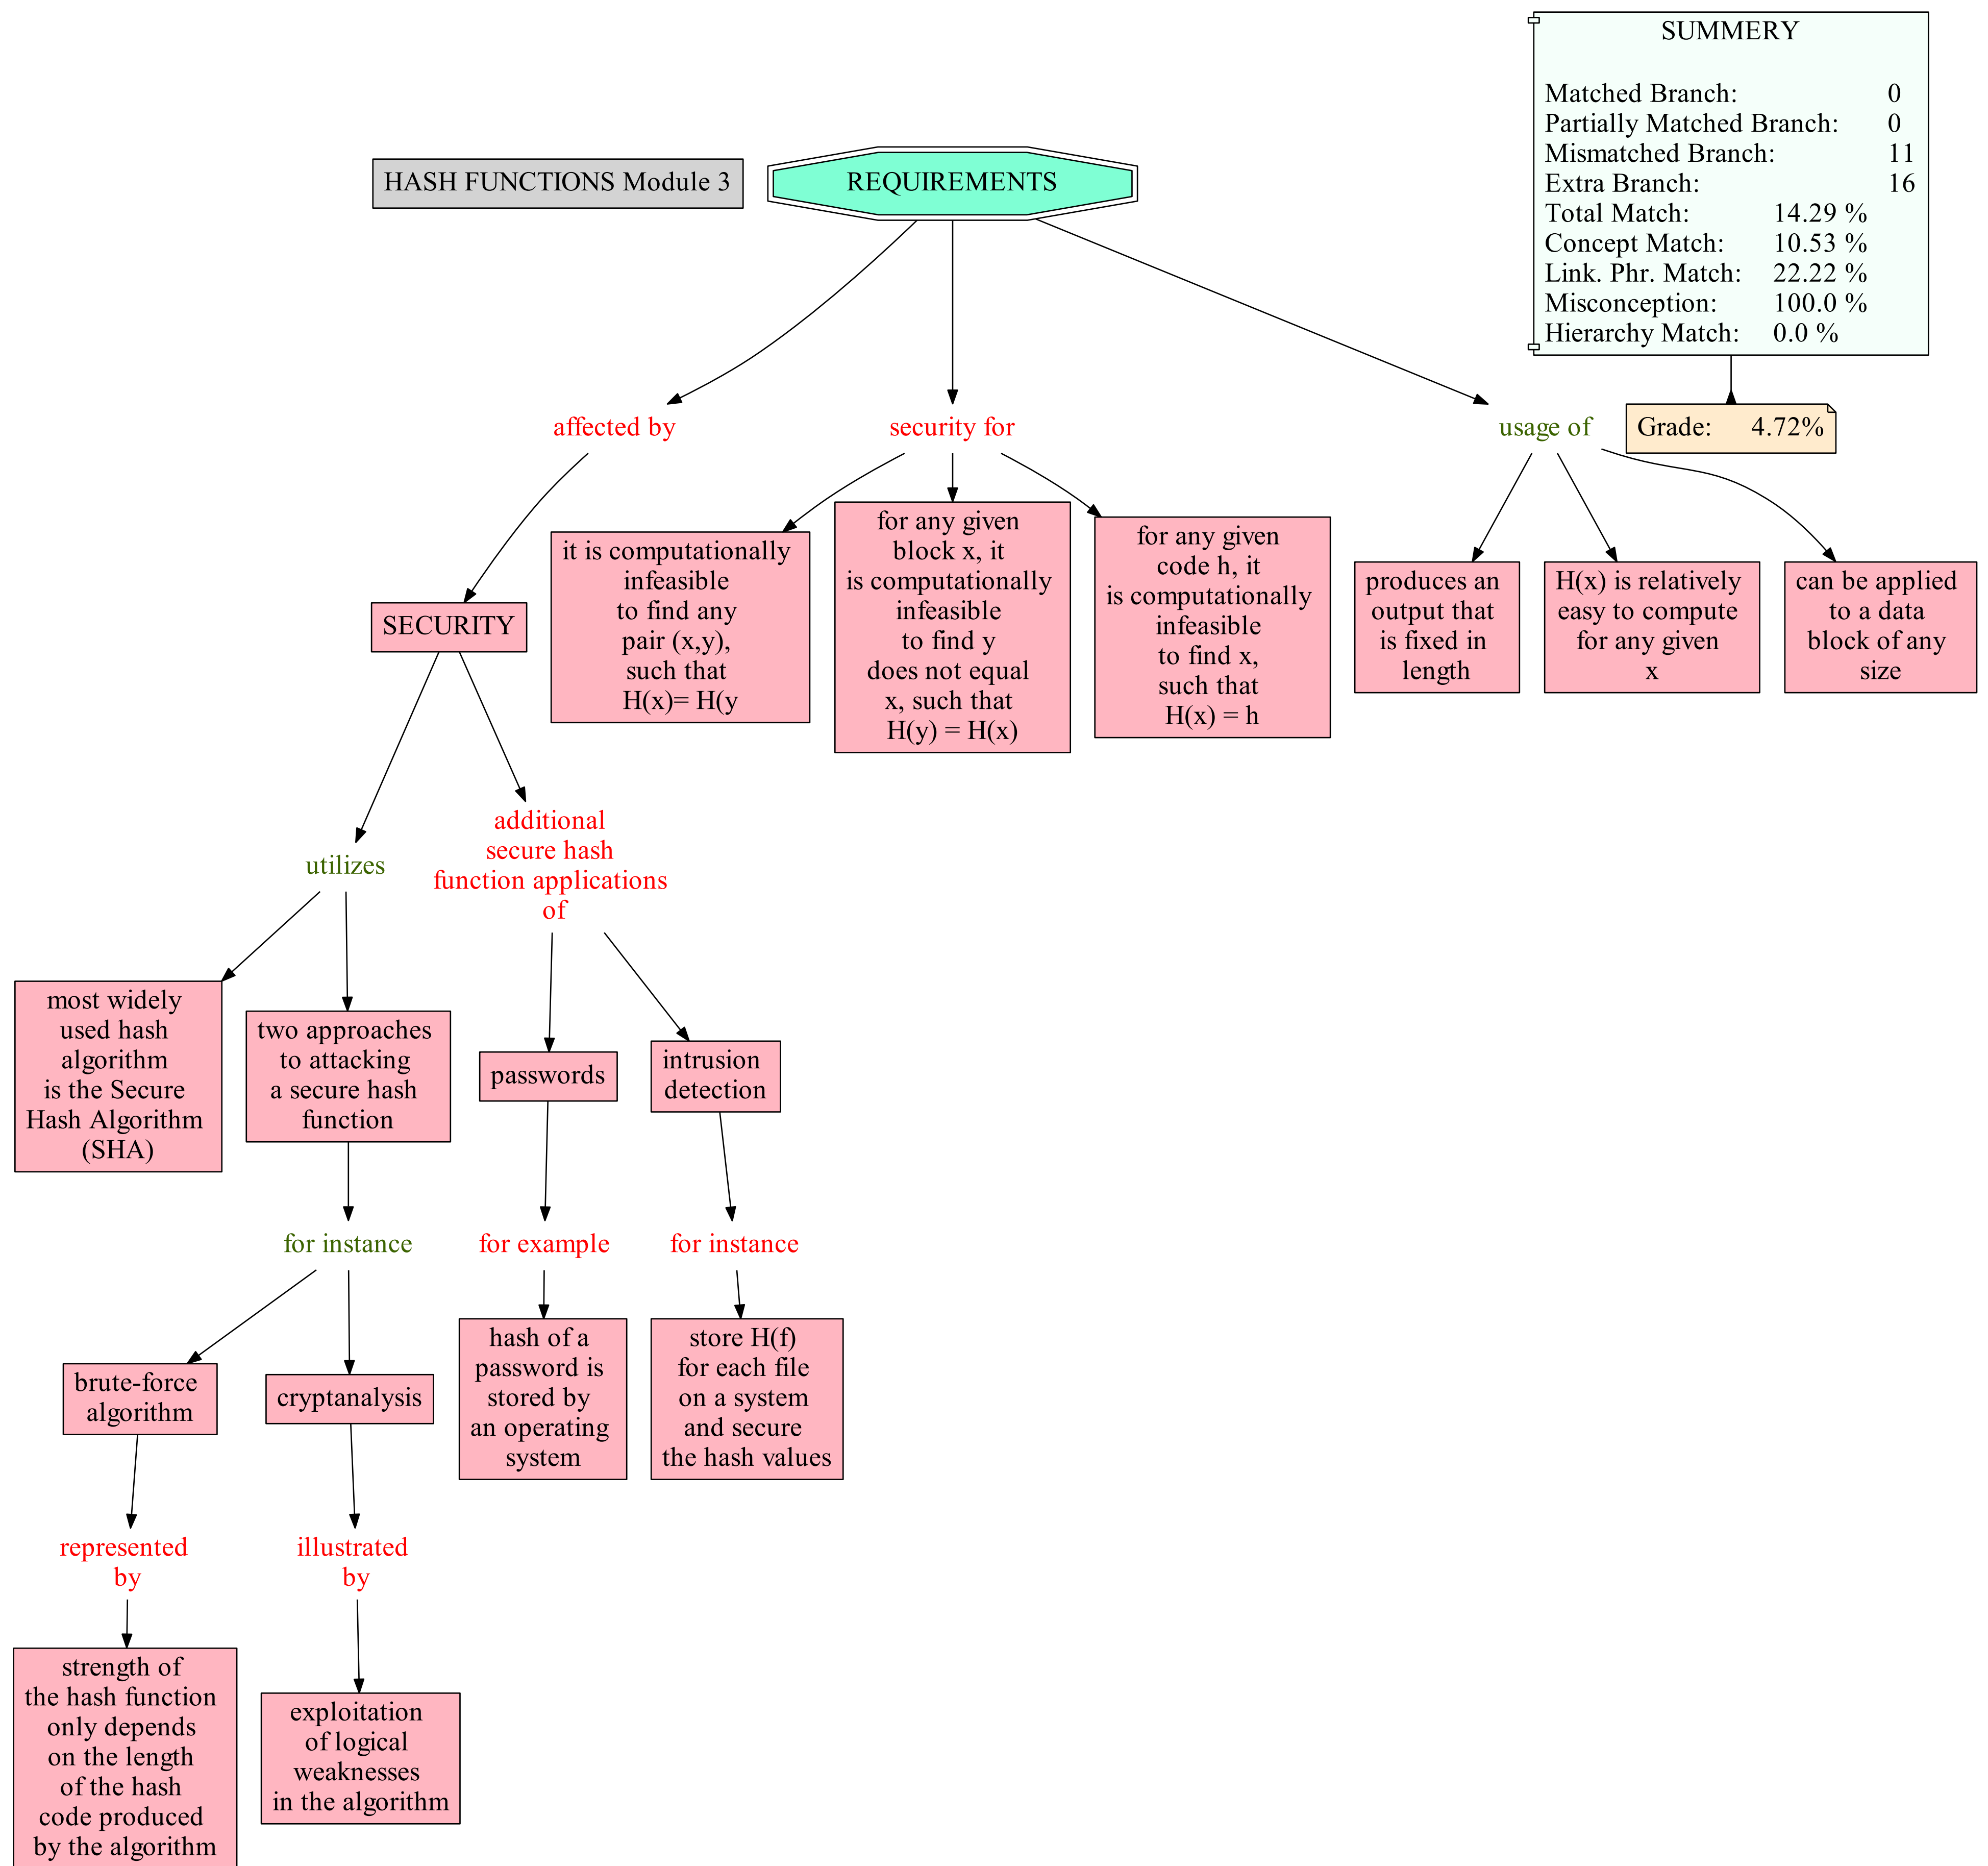 SUMMERY
Matched Branch: 0
Partially Matched Branch: 0
Mismatched Branch: 11
Extra Branch: 16
Total Match: 14.29 %
Concept Match: 10.53 %
Link. Phr. Match: 22.22 %
Misconception: 100.0 %
Hierarchy Match: 0.0 %
HASH FUNCTIONS Module 3
REQUIREMENTS
Grade: 4.72%
affected by
security for
usage of
it is computationally
infeasible
to find any
pair (x,y),
such that
H(x)= H(y
for any given
block x, it
is computationally
infeasible
to find y
does not equal
x, such that
H(y) = H(x)
for any given
code h, it
is computationally
infeasible
to find x,
such that
H(x) = h
produces an
output that
is fixed in
length
H(x) is relatively
easy to compute
for any given
x
can be applied
to a data
block of any
size
SECURITY
utilizes
additional
secure hash
function applications
of
most widely
used hash
algorithm
is the Secure
Hash Algorithm
(SHA)
two approaches
to attacking
a secure hash
function
passwords
intrusion
detection
for instance
for example
for instance
brute-force
algorithm
cryptanalysis
hash of a
password is
stored by
an operating
system
store H(f)
for each file
on a system
and secure
the hash values
represented
by
illustrated
by
strength of
the hash function
only depends
on the length
of the hash
code produced
by the algorithm
exploitation
of logical
weaknesses
in the algorithm